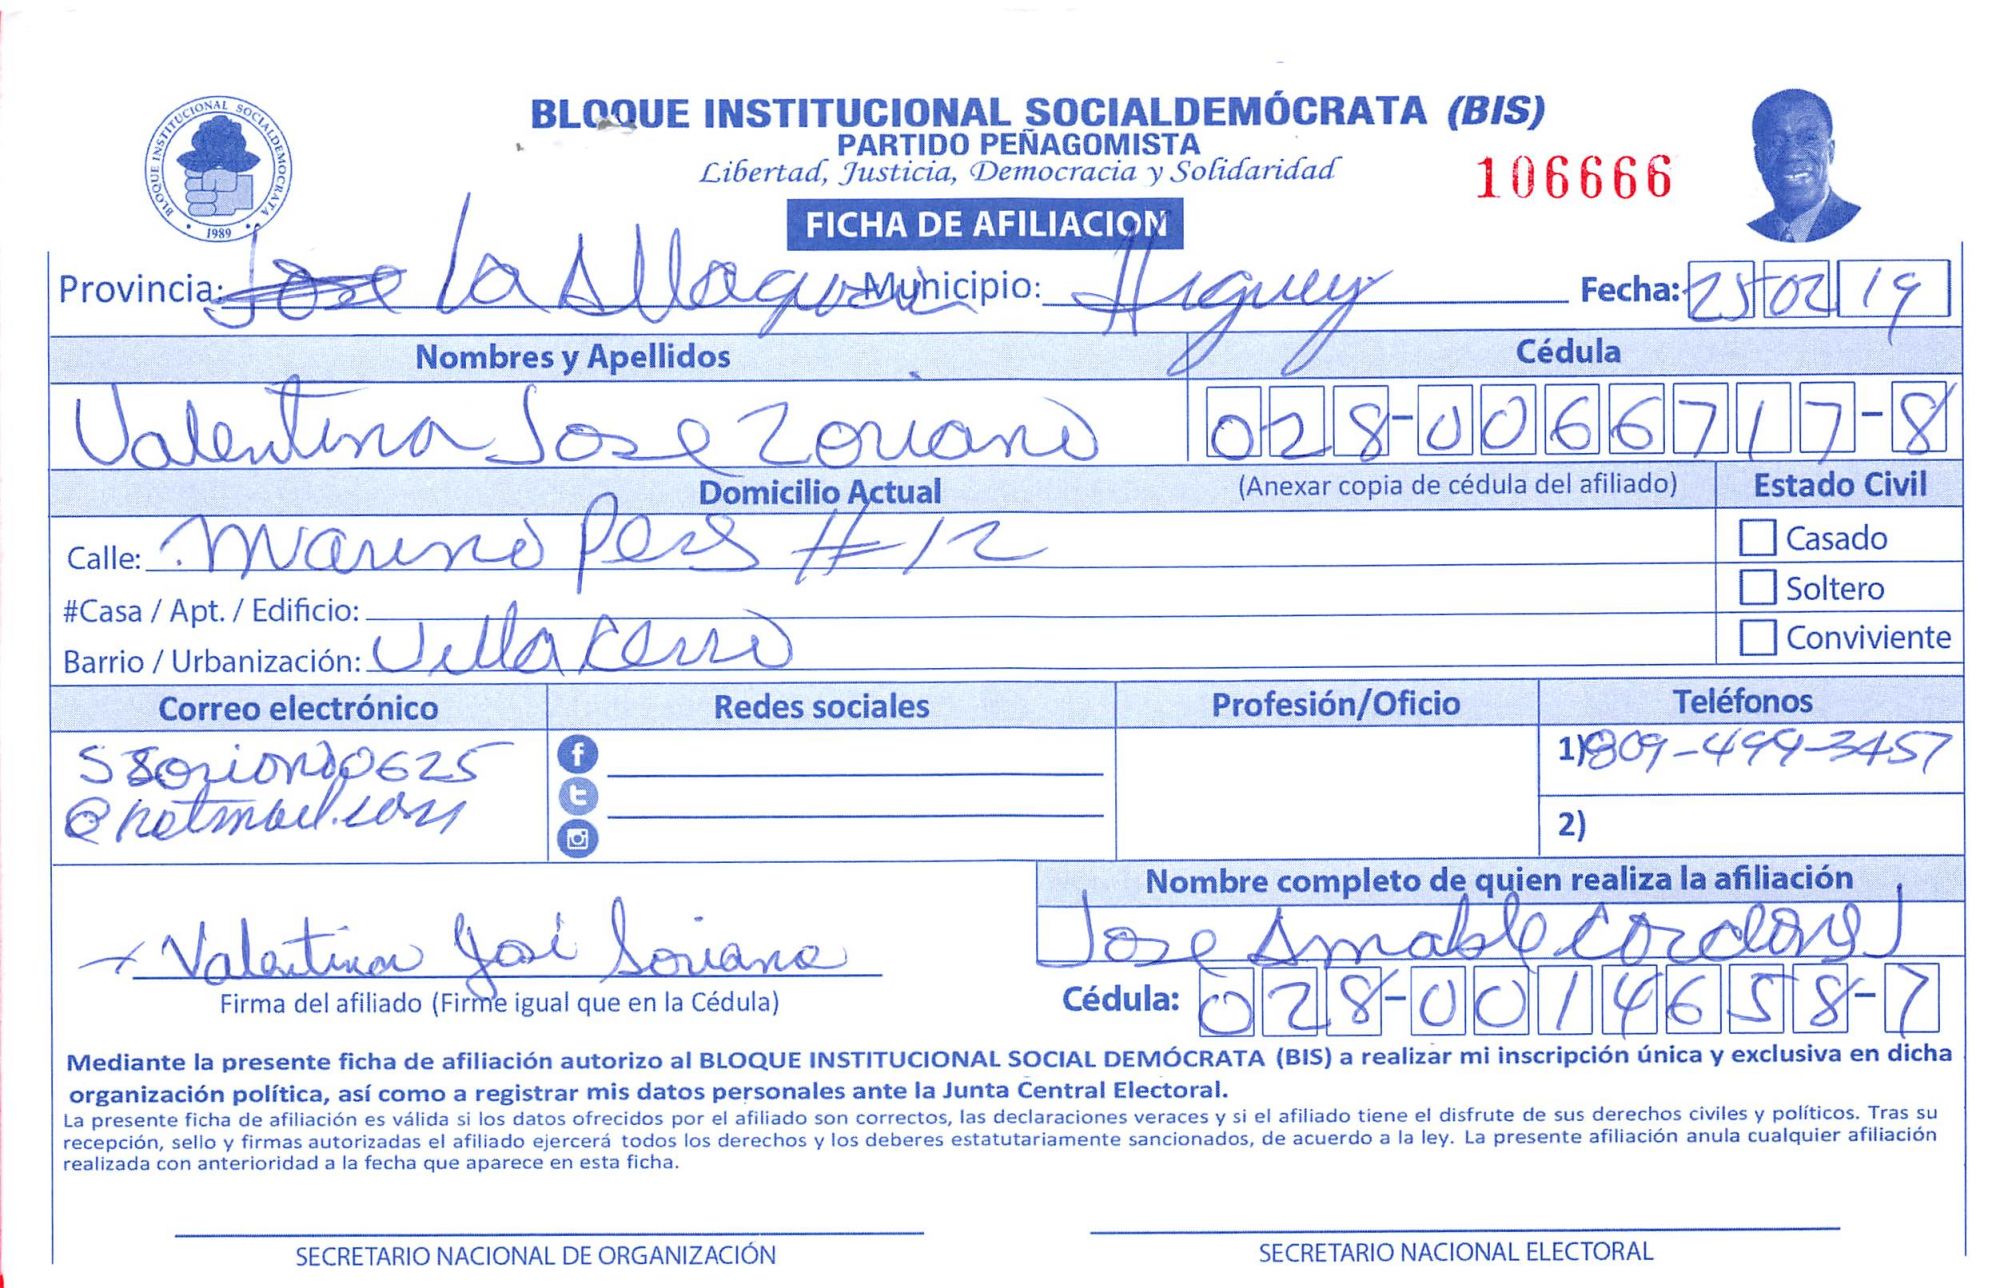 BLOQUE INSTITUCIONAL SOCIALDEMOCRATA
1989
BLOQUE INSTITUCIONAL SOCIALDEMÓCRATA (BIS)
PARTIDO PEÑAGOMISTA
Libertad, Justicia, Democracia y Solidaridad
106666
FICHA DE AFILIACION
Provincia: Jose La Municipio: Higuey Fecha: 25 02 19
Nombres y Apellidos Cédula
Valentina Jose Zoriano 028-0066717-8
Domicilio Actual (Anexar copia de cédula del afiliado) Estado Civil
Calle: # 12 Casado
#Casa / Apt. / Edificio: Soltero
Barrio / Urbanización: Villa Cerro Conviviente
Correo electrónico Redes sociales Profesión/Oficio Teléfonos
1) 809-499-3457
@hotmail.com
2)
Nombre completo de quien realiza la afiliación
Valentina José Soriano Jose Amable
Firma del afiliado (Firme igual que en la Cédula) Cédula: 028-0014658-7
Mediante la presente ficha de afiliación autorizo al BLOQUE INSTITUCIONAL SOCIAL DEMÓCRATA (BIS) a realizar mi inscripción única y exclusiva en dicha
organización política, así como a registrar mis datos personales ante la Junta Central Electoral.
La presente ficha de afiliación es válida si los datos ofrecidos por el afiliado son correctos, las declaraciones veraces y si el afiliado tiene el disfrute de sus derechos civiles y políticos. Tras su
recepción, sello y firmas autorizadas el afiliado ejercerá todos los derechos y los deberes estatutariamente sancionados, de acuerdo a la ley. La presente afiliación anula cualquier afiliación
realizada con anterioridad a la fecha que aparece en esta ficha.
SECRETARIO NACIONAL DE ORGANIZACIÓN SECRETARIO NACIONAL ELECTORAL